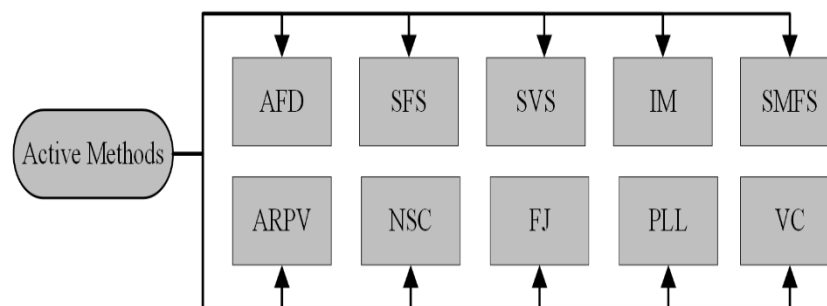 Active Methods
AFD
SFS
SVS
IM
SMFS
ARPV
NSC
FJ
PLL
VC